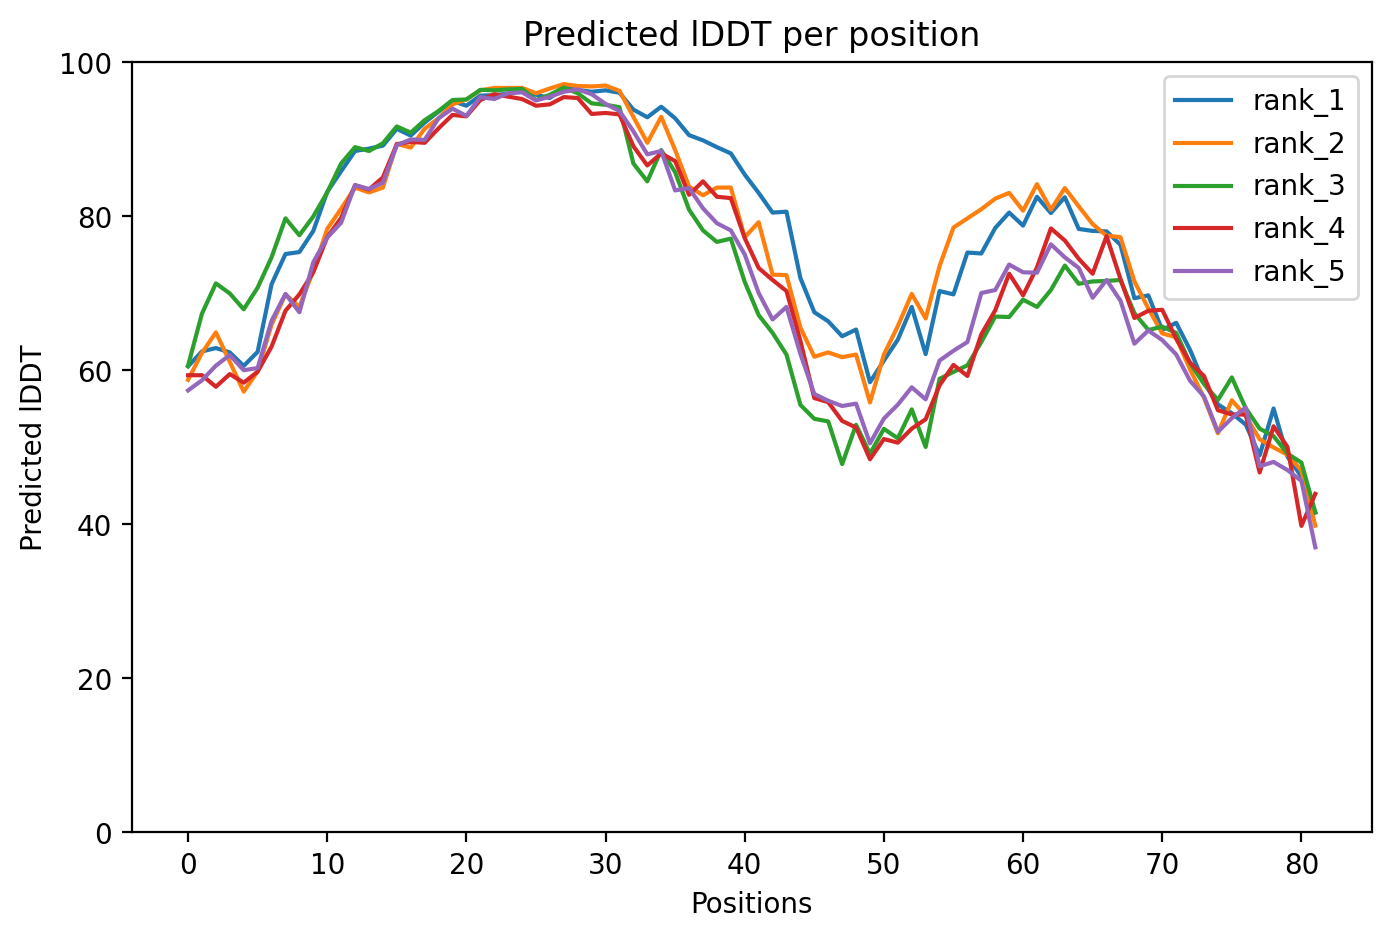 Predicted lDDT per position
100
80
60
40
20
0
Predicted lDDT
0 10 20 30 40 50 60 70 80
Positions
rank_1
rank_2
rank_3
rank_4
rank_5